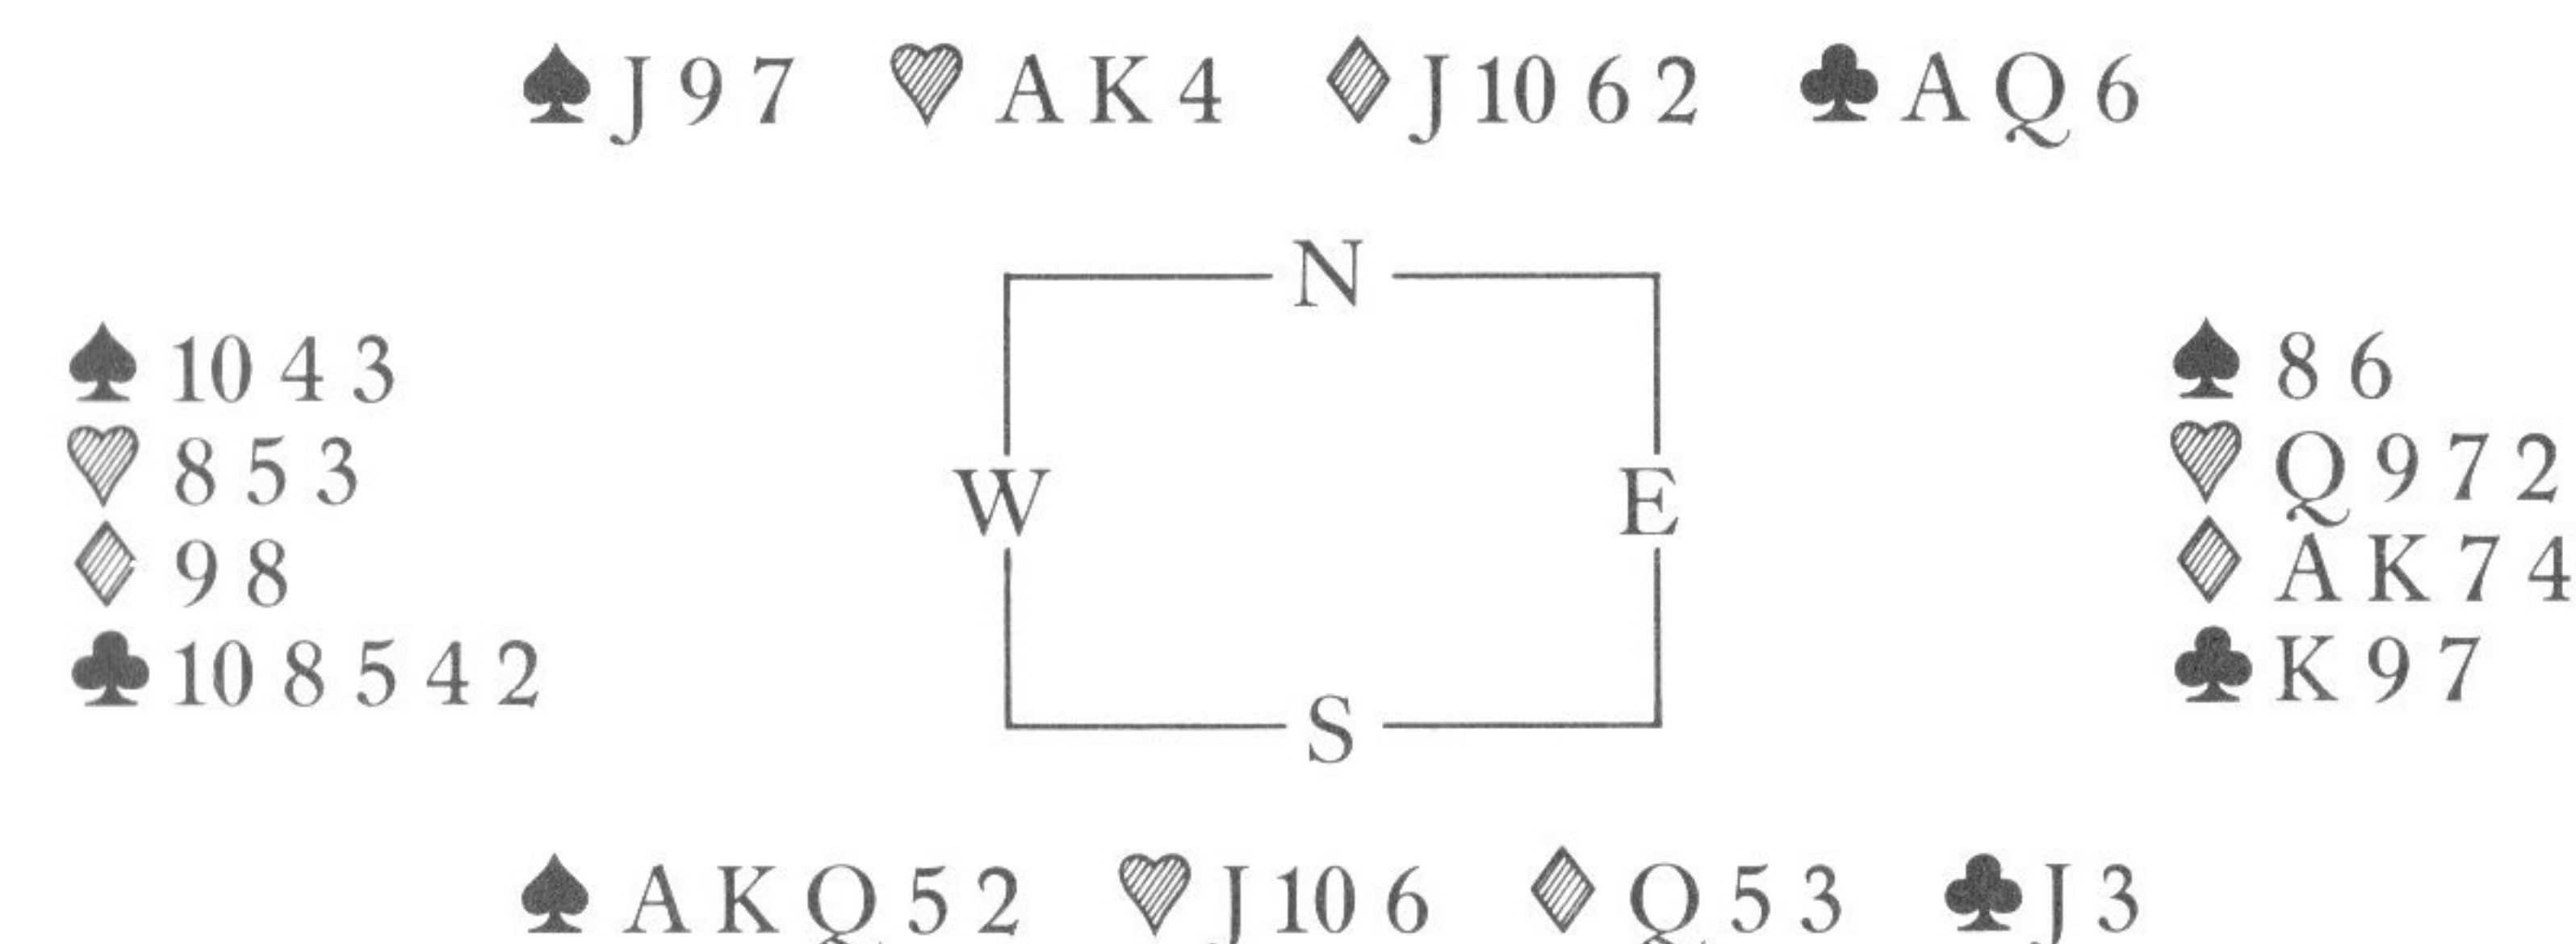 ♠ J 9 7 ♥ A K 4 ♦ J 10 6 2 ♣ A Q 6
N
♠ 10 4 3 ♠ 8 6
♥ 8 5 3 ♥ Q 9 7 2
W E
♦ 9 8 ♦ A K 7 4
♣ 10 8 5 4 2 ♣ K 9 7
S
♠ A K Q 5 2 ♥ J 10 6 ♦ Q 5 3 ♣ J 3